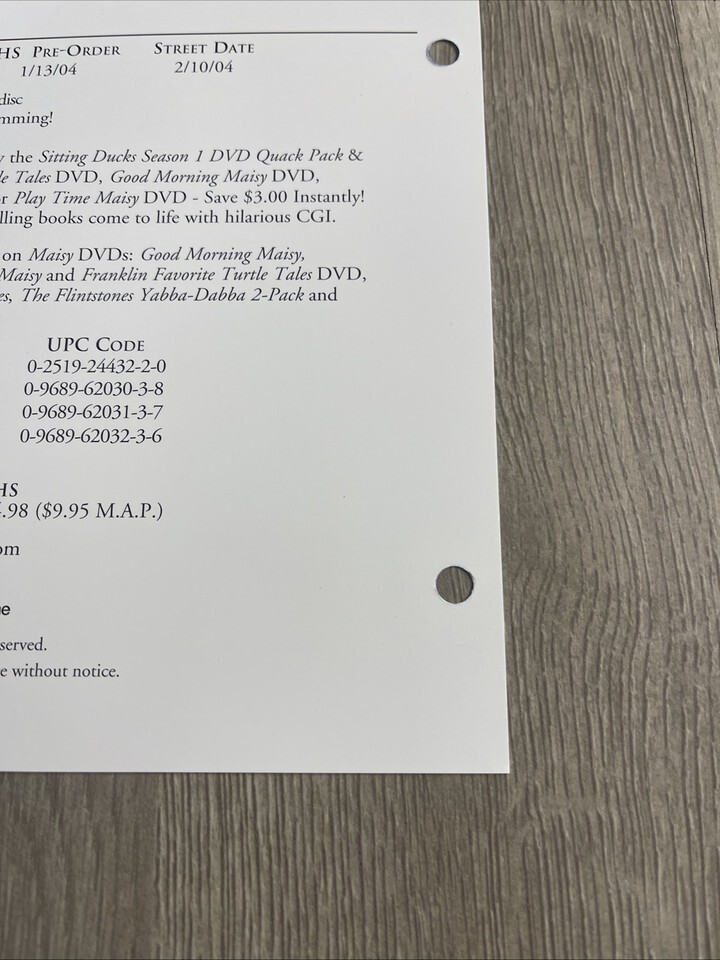 HS PRE-ORDER STREET DATE
1/13/04 2/10/04
disc
mming!
y the Sitting Ducks Season 1 DVD Quack Pack &
le Tales DVD, Good Morning Maisy DVD,
r Play Time Maisy DVD - Save $3.00 Instantly!
lling books come to life with hilarious CGI.
on Maisy DVDs: Good Morning Maisy,
Maisy and Franklin Favorite Turtle Tales DVD,
es, The Flintstones Yabba-Dabba 2-Pack and
UPC CODE
0-2519-24432-2-0
0-9689-62030-3-8
0-9689-62031-3-7
0-9689-62032-3-6
HS
.98 ($9.95 M.A.P.)
om
e
served.
e without notice.